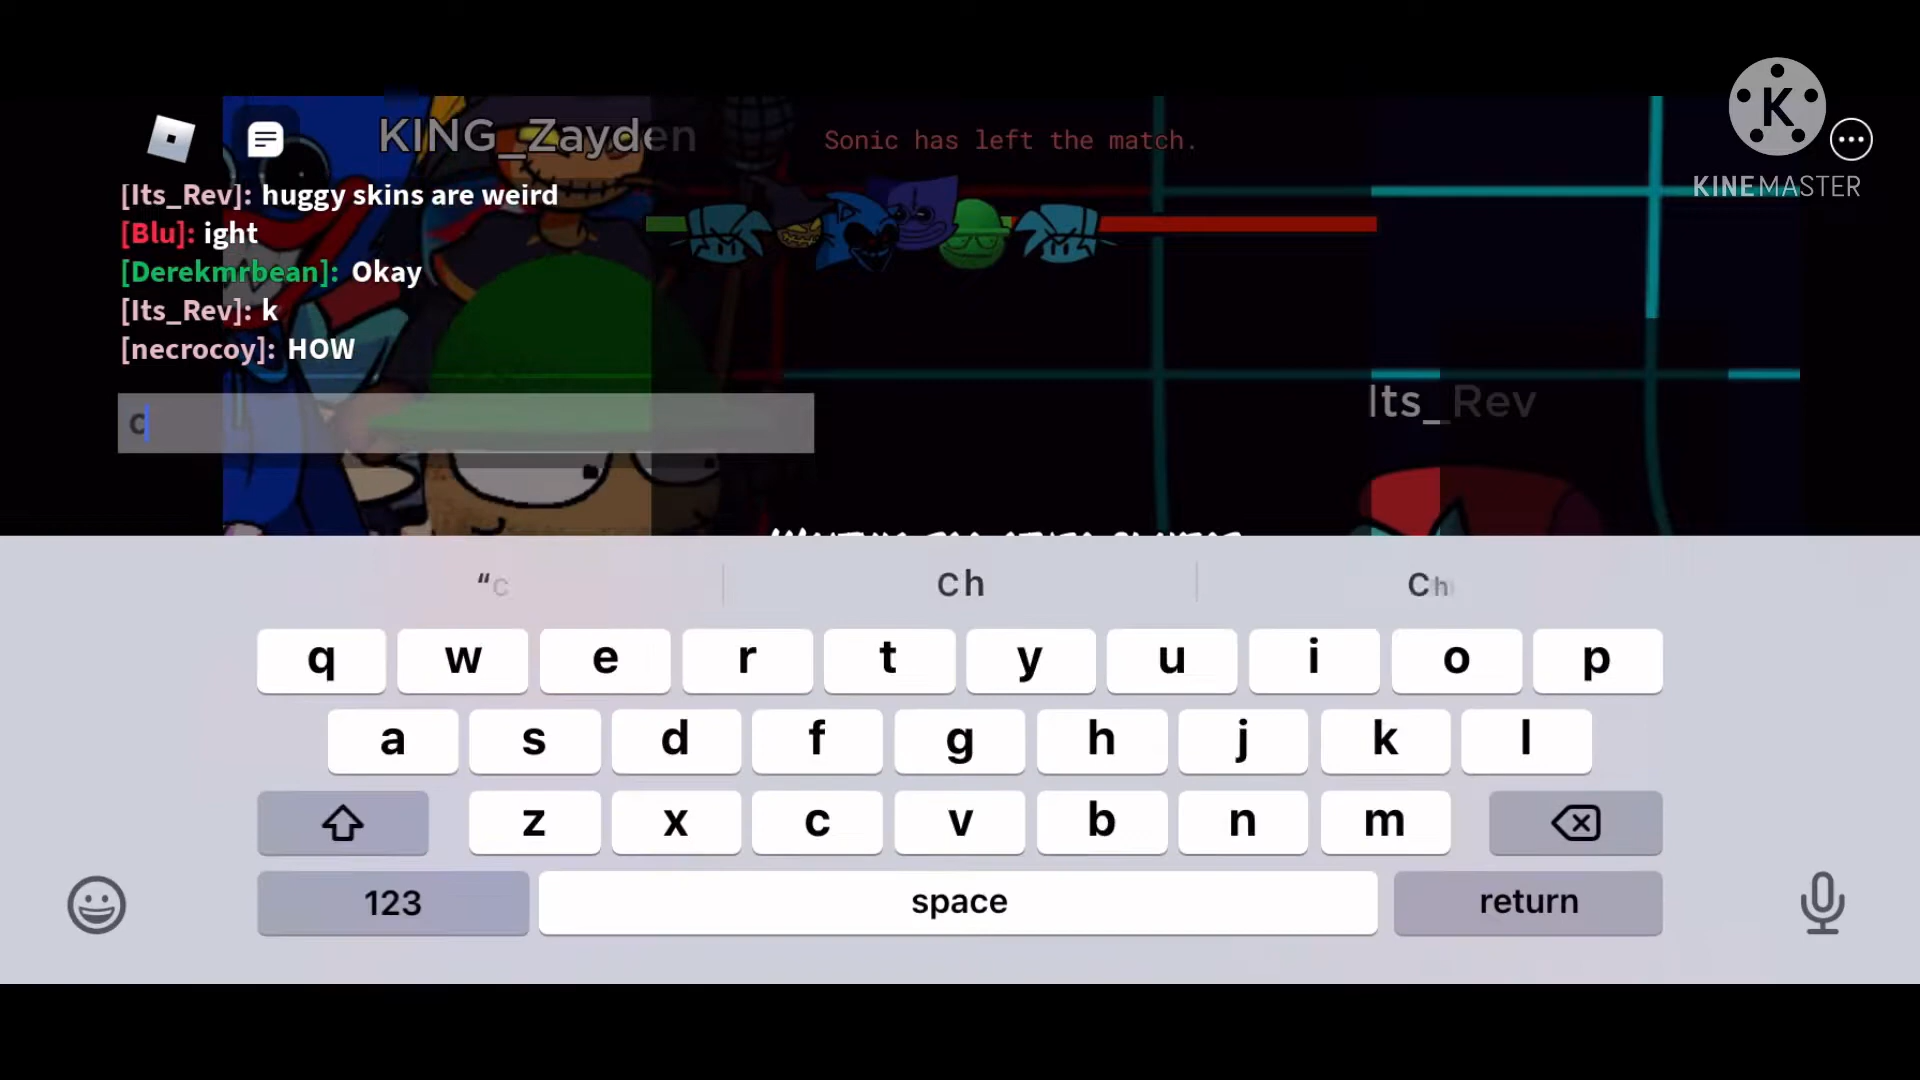 KING_Zayden
Sonic has left the match.
KINEMASTER
[Its_Rev]: huggy skins are weird
[Blu]: ight
[Derekmrbean]: Okay
[Its_Rev]: k
[necrocoy]: HOW
c
Its_Rev
“c
Ch
Ch
q w e r t y u i o p
a s d f g h j k l
z x c v b n m
123 space return